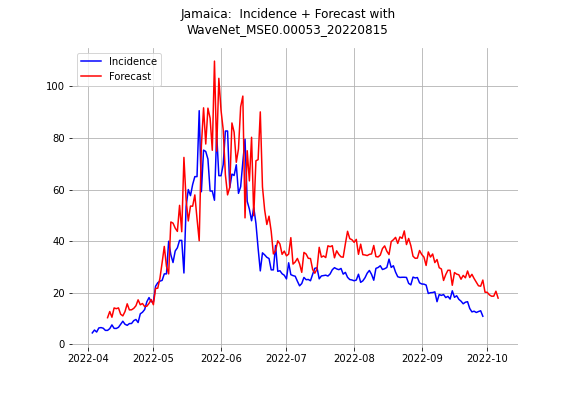 Jamaica: Incidence + Forecast with
WaveNet_MSE0.00053_20220815
Incidence
Forecast
100
80
60
40
20
0
2022-04 2022-05 2022-06 2022-07 2022-08 2022-09 2022-10